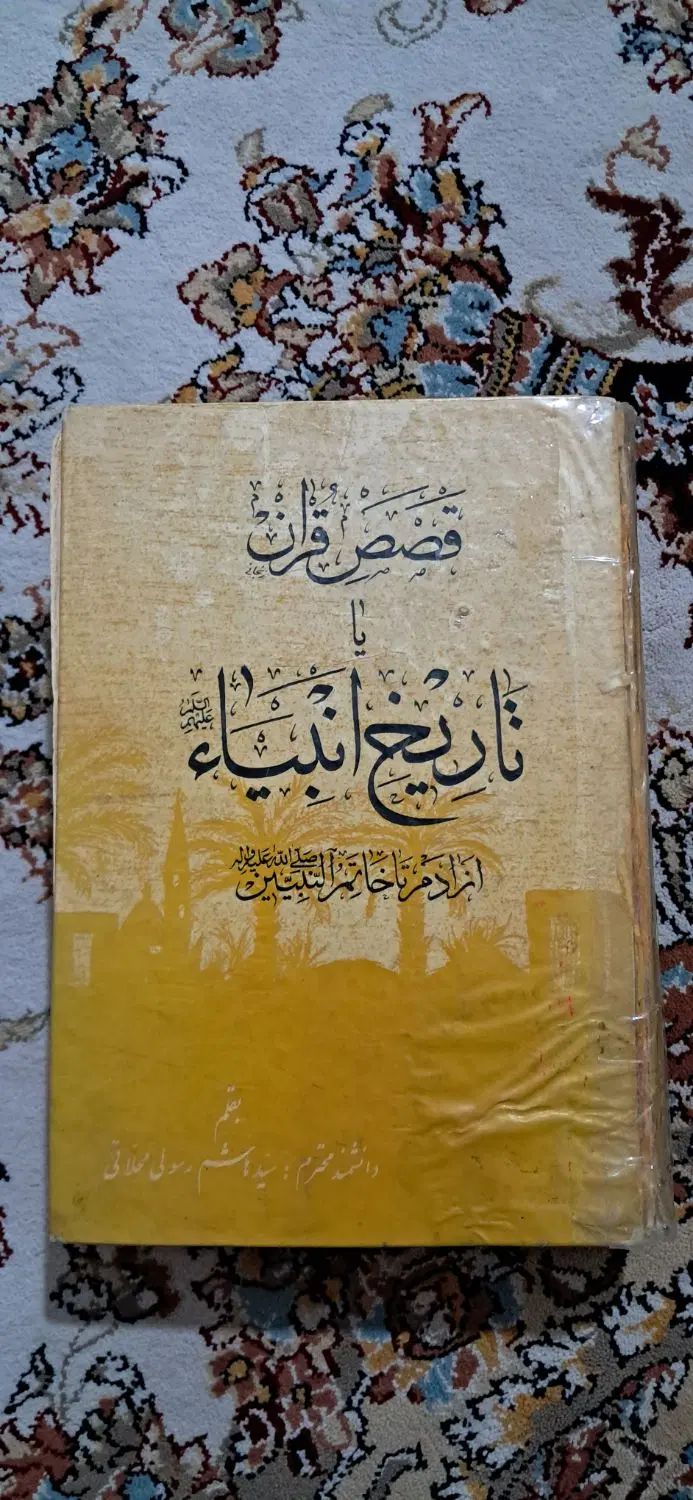 قصص قرآن
یا
تاریخ انبیاء علیهم السلام
از آدم تا خاتم النبیین صلی الله علیه و آله
بقلم
دانشمند محترم : سید هاشم رسولی محلاتی